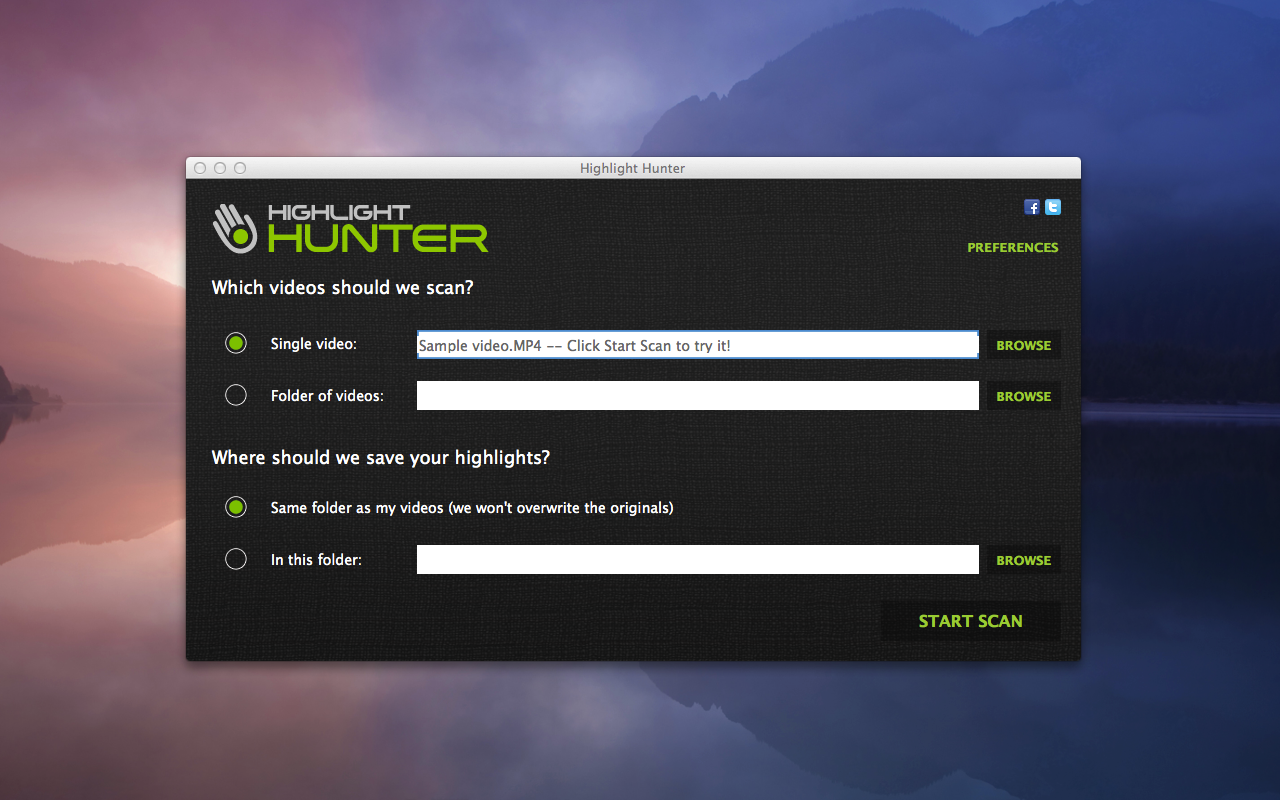 Highlight Hunter
HIGHLIGHT
HUNTER
PREFERENCES
Which videos should we scan?
Single video:
Sample video.MP4 -- Click Start Scan to try it!
BROWSE
Folder of videos:
BROWSE
Where should we save your highlights?
Same folder as my videos (we won't overwrite the originals)
In this folder:
BROWSE
START SCAN